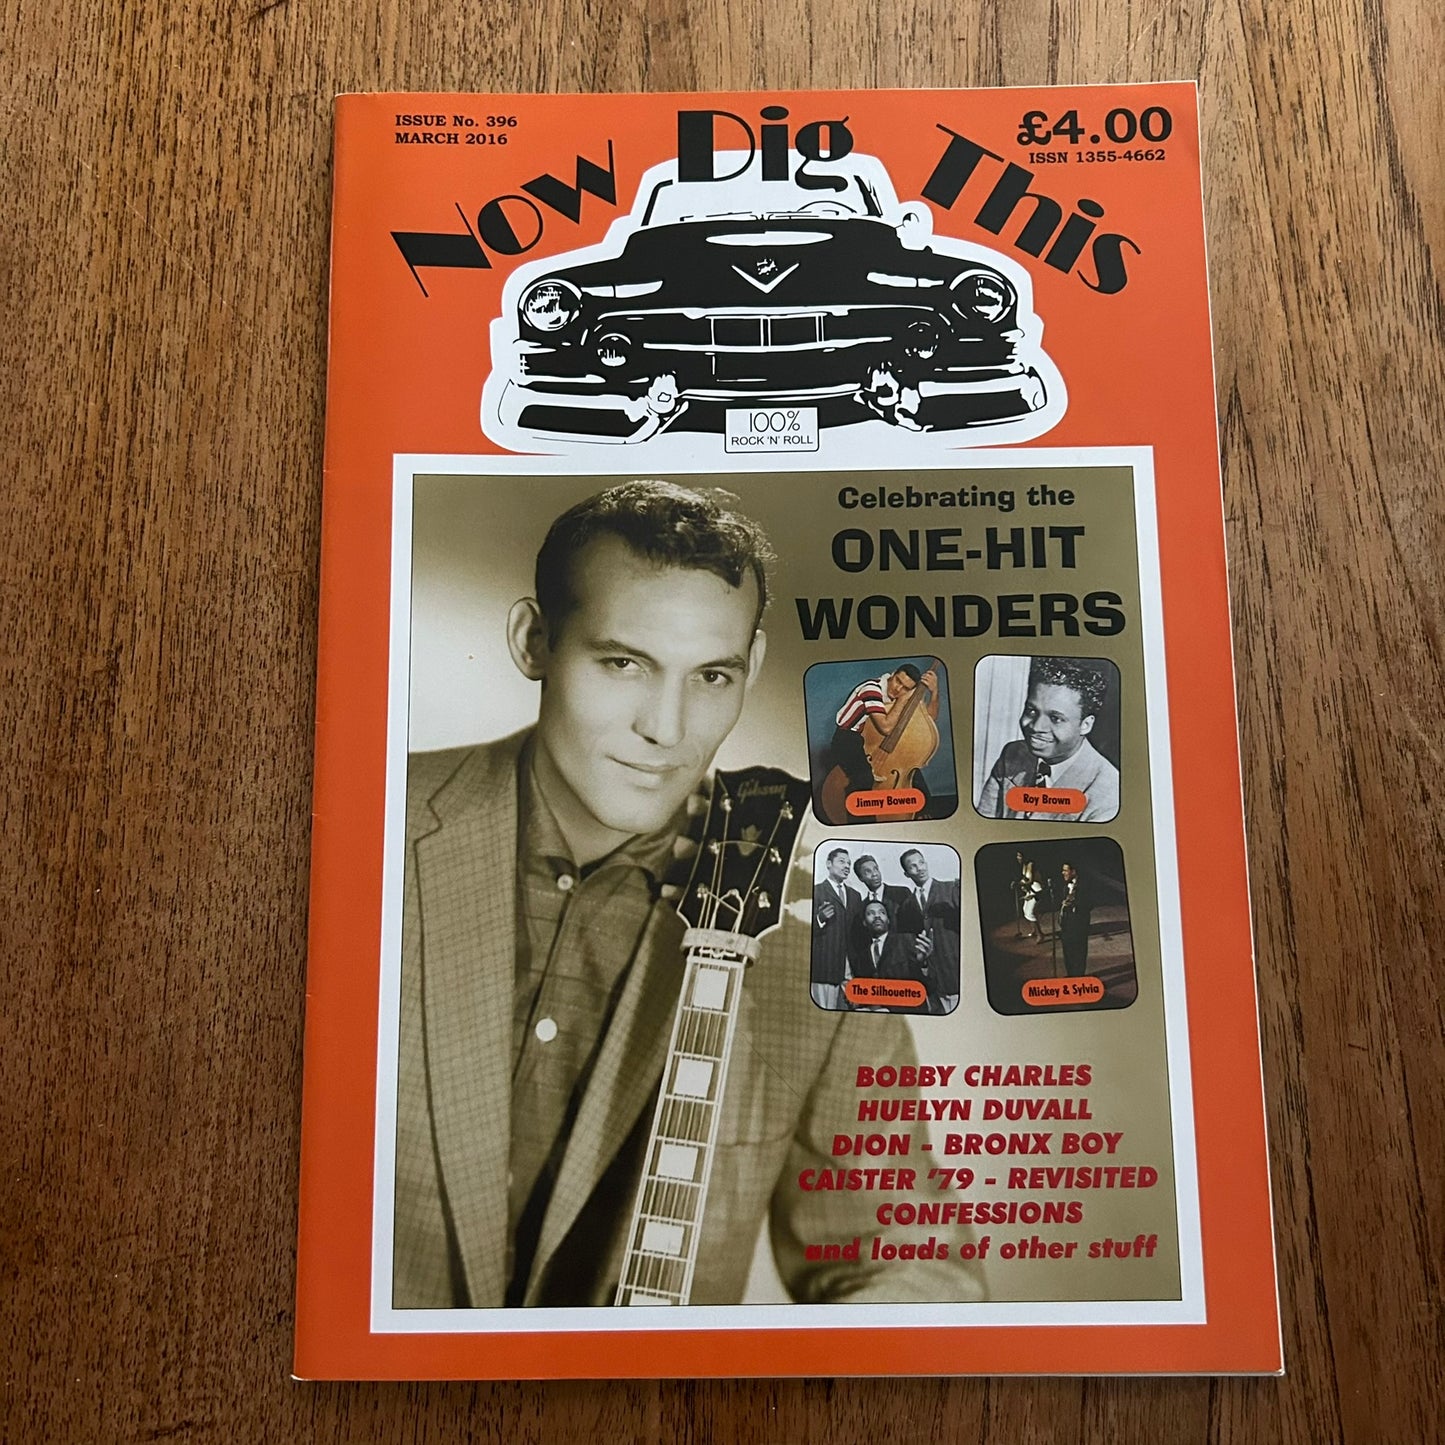 ISSUE No. 396
MARCH 2016
Now Dig This
£4.00
ISSN 1355-4662
100%
ROCK 'N' ROLL
Celebrating the
ONE-HIT
WONDERS
Gibson
Jimmy Bowen
Roy Brown
The Silhouettes
Mickey & Sylvia
BOBBY CHARLES
HUELYN DUVALL
DION - BRONX BOY
CAISTER '79 - REVISITED
CONFESSIONS
and loads of other stuff